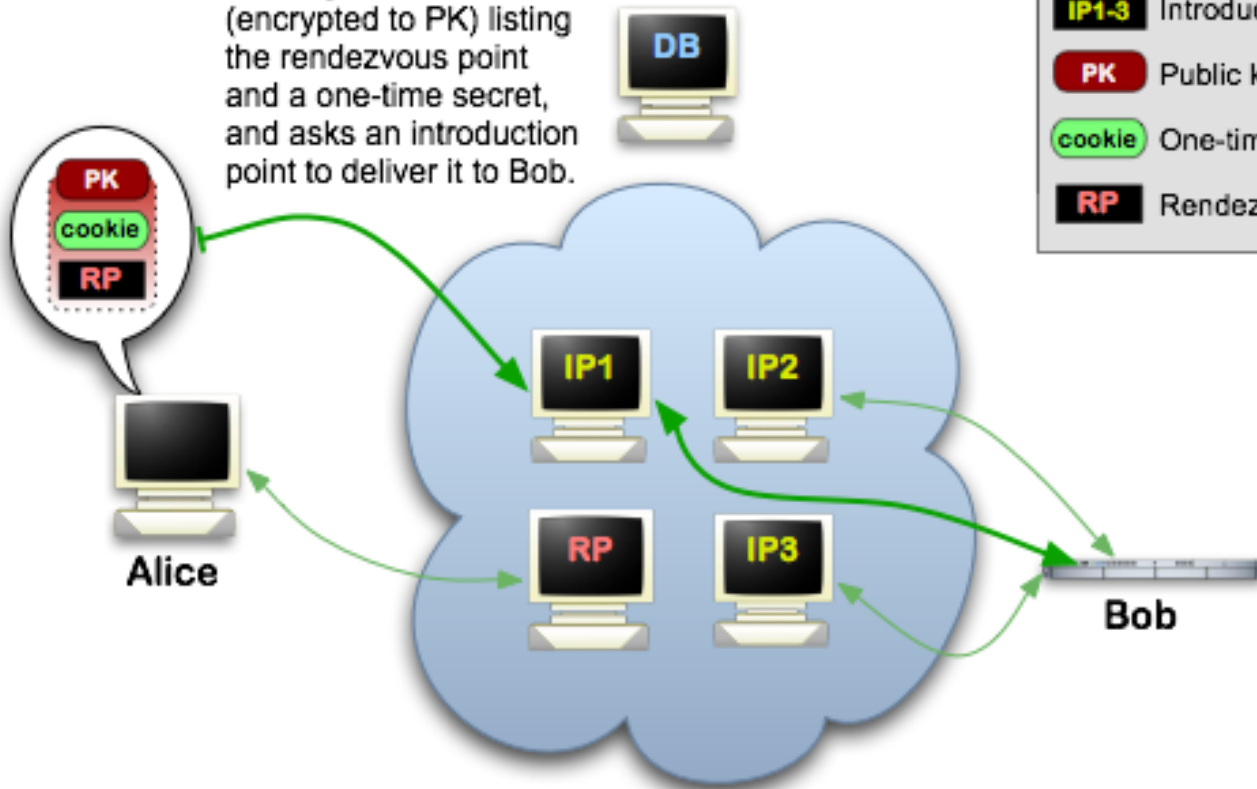 (encrypted to PK) listing
the rendezvous point
and a one-time secret,
and asks an introduction
point to deliver it to Bob.
DB
IP1-3
PK Public
cookie
RP
PK
cookie
RP
IP1
IP2
RP
IP3
Alice
Bob